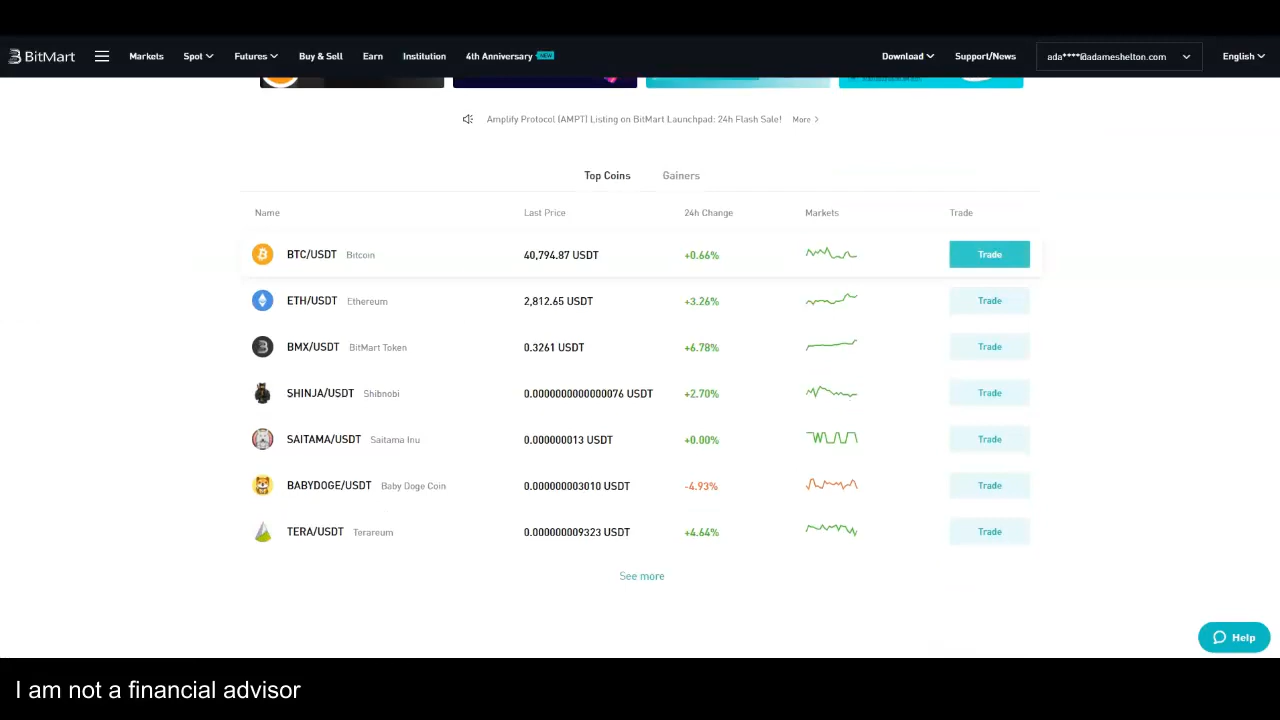 BitMart Markets Spot Futures Buy & Sell Earn Institution 4th Anniversary NEW Download Support/News ada****@adameshelton.com English
Amplify Protocol (AMPT) Listing on BitMart Launchpad: 24h Flash Sale! More
Top Coins Gainers
Name Last Price 24h Change Markets Trade
BTC/USDT Bitcoin 40,794.87 USDT +0.66% Trade
ETH/USDT Ethereum 2,812.65 USDT +3.26% Trade
BMX/USDT BitMart Token 0.3261 USDT +6.78% Trade
SHINJA/USDT Shibnobi 0.0000000000000076 USDT +2.70% Trade
SAITAMA/USDT Saitama Inu 0.000000013 USDT +0.00% Trade
BABYDOGE/USDT Baby Doge Coin 0.000000003010 USDT -4.93% Trade
TERA/USDT Terareum 0.000000009323 USDT +4.64% Trade
See more
Help
I am not a financial advisor